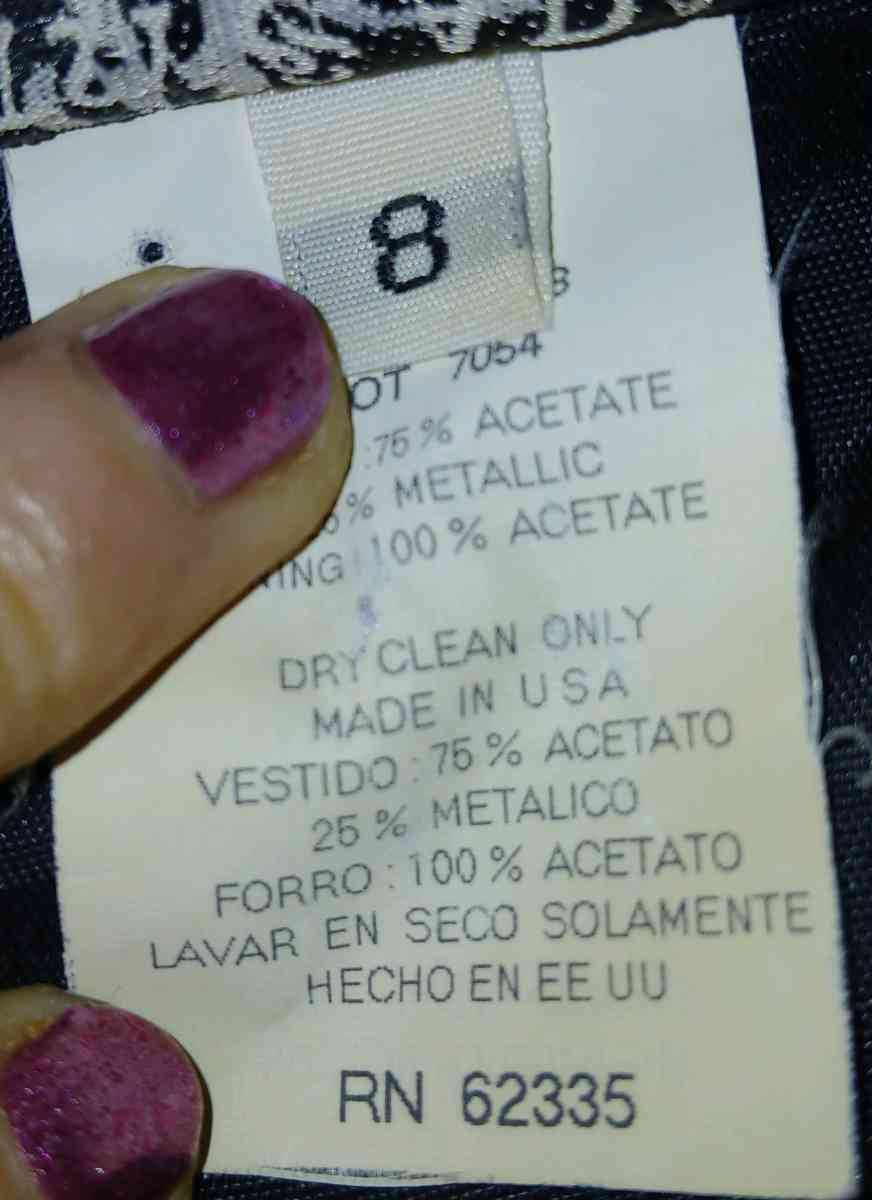 8
7054
:75% ACETATE
% METALLIC
100% ACETATE
DRY CLEAN ONLY
MADE IN USA
VESTIDO: 75% ACETATO
25% METALICO
FORRO: 100% ACETATO
LAVAR EN SECO SOLAMENTE
HECHO EN EE UU
RN 62335